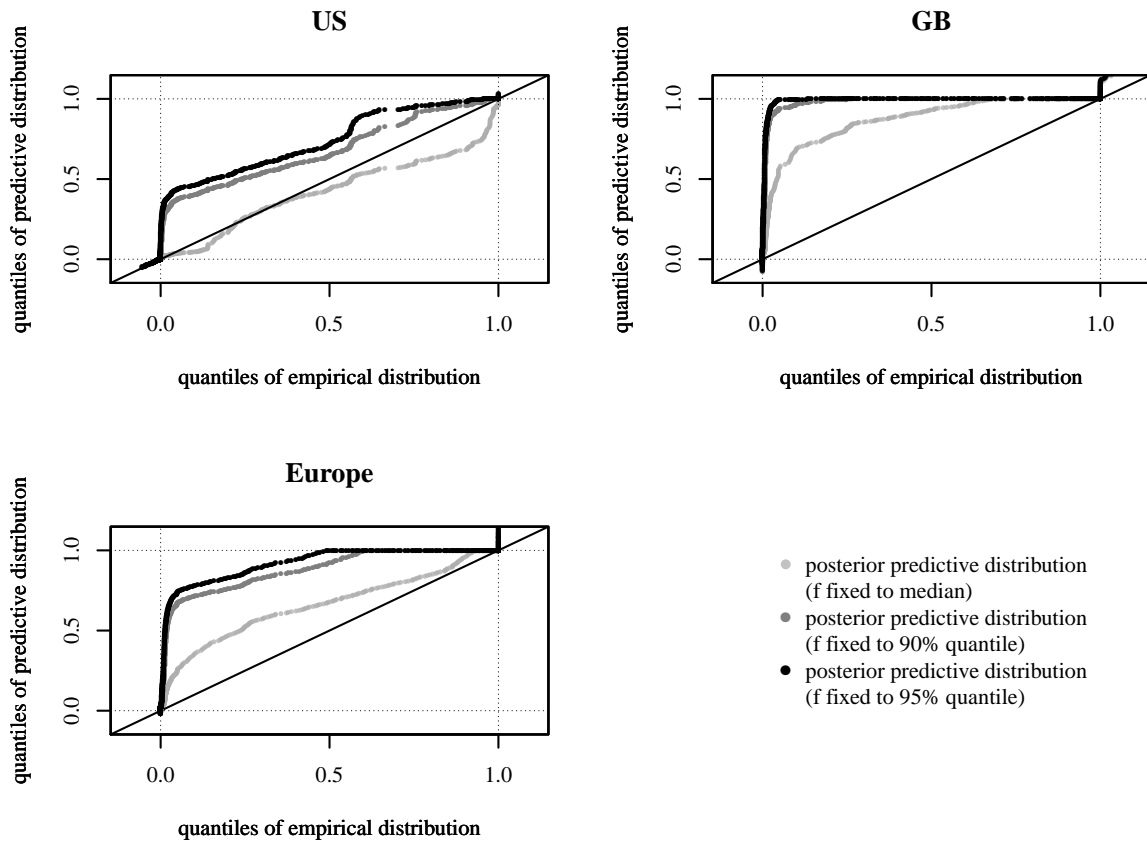 US
quantiles of predictive distribution
1.0
0.5
0.0
0.0 0.5 1.0
quantiles of empirical distribution
GB
quantiles of predictive distribution
1.0
0.5
0.0
0.0 0.5 1.0
quantiles of empirical distribution
Europe
quantiles of predictive distribution
1.0
0.5
0.0
0.0 0.5 1.0
quantiles of empirical distribution
posterior predictive distribution
(f fixed to median)
posterior predictive distribution
(f fixed to 90% quantile)
posterior predictive distribution
(f fixed to 95% quantile)